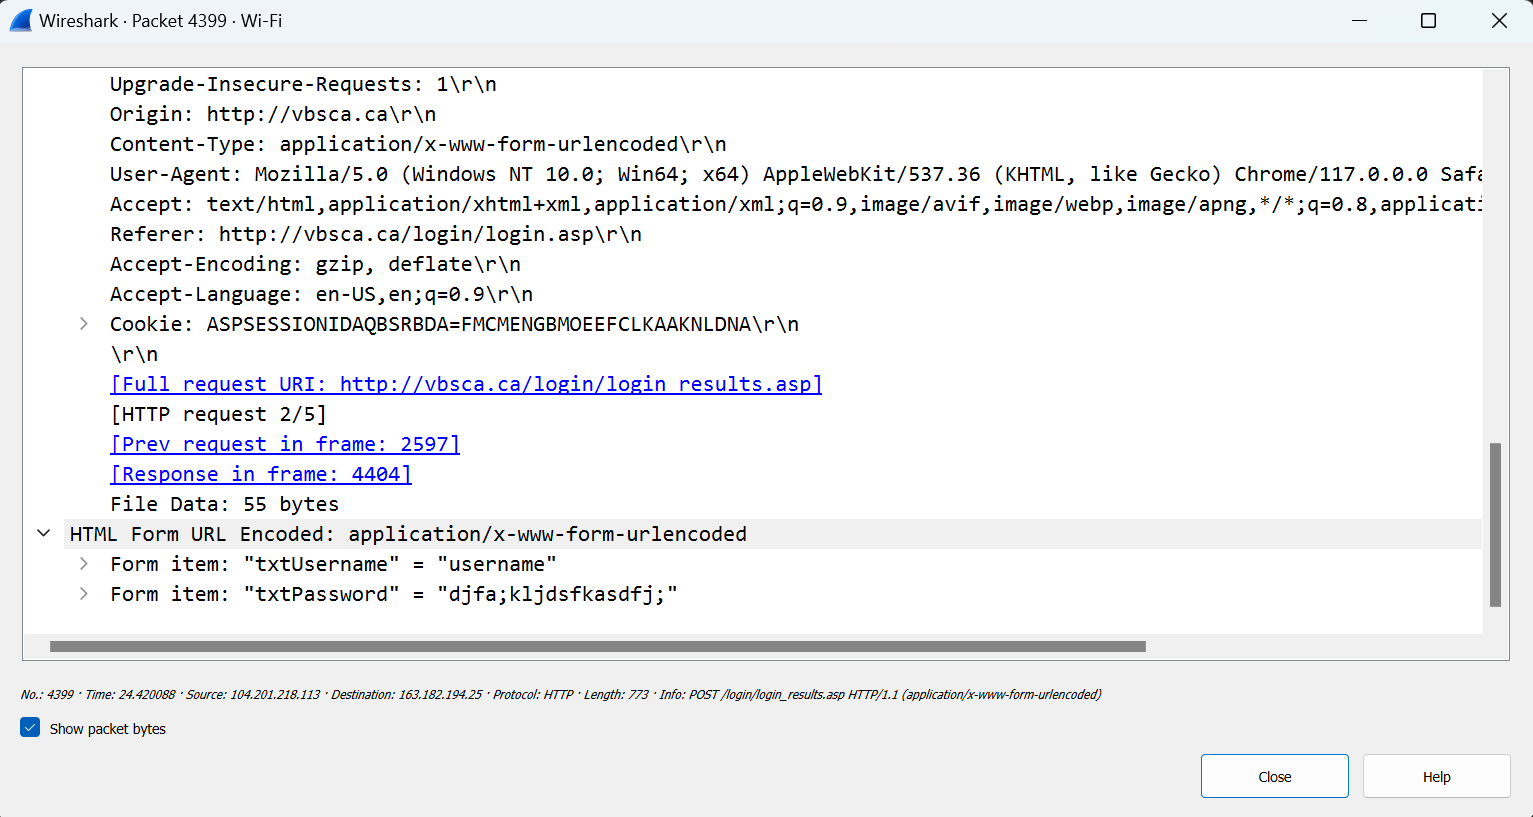 Wireshark · Packet 4399 · Wi-Fi
Upgrade-Insecure-Requests: 1\r\n
Origin: http://vbsca.ca\r\n
Content-Type: application/x-www-form-urlencoded\r\n
User-Agent: Mozilla/5.0 (Windows NT 10.0; Win64; x64) AppleWebKit/537.36 (KHTML, like Gecko) Chrome/117.0.0.0 Safa
Accept: text/html,application/xhtml+xml,application/xml;q=0.9,image/avif,image/webp,image/apng,*/*;q=0.8,applicati
Referer: http://vbsca.ca/login/login.asp\r\n
Accept-Encoding: gzip, deflate\r\n
Accept-Language: en-US,en;q=0.9\r\n
Cookie: ASPSESSIONIDAQBSRBDA=FMCMENGBMOEEFCLKAAKNLDNA\r\n
\r\n
[Full request URI: http://vbsca.ca/login/login_results.asp]
[HTTP request 2/5]
[Prev request in frame: 2597]
[Response in frame: 4404]
File Data: 55 bytes
HTML Form URL Encoded: application/x-www-form-urlencoded
Form item: "txtUsername" = "username"
Form item: "txtPassword" = "djfa;kljdsfkasdfj;"
No.: 4399 · Time: 24.420088 · Source: 104.201.218.113 · Destination: 163.182.194.25 · Protocol: HTTP · Length: 773 · Info: POST /login/login_results.asp HTTP/1.1 (application/x-www-form-urlencoded)
Show packet bytes
Close
Help